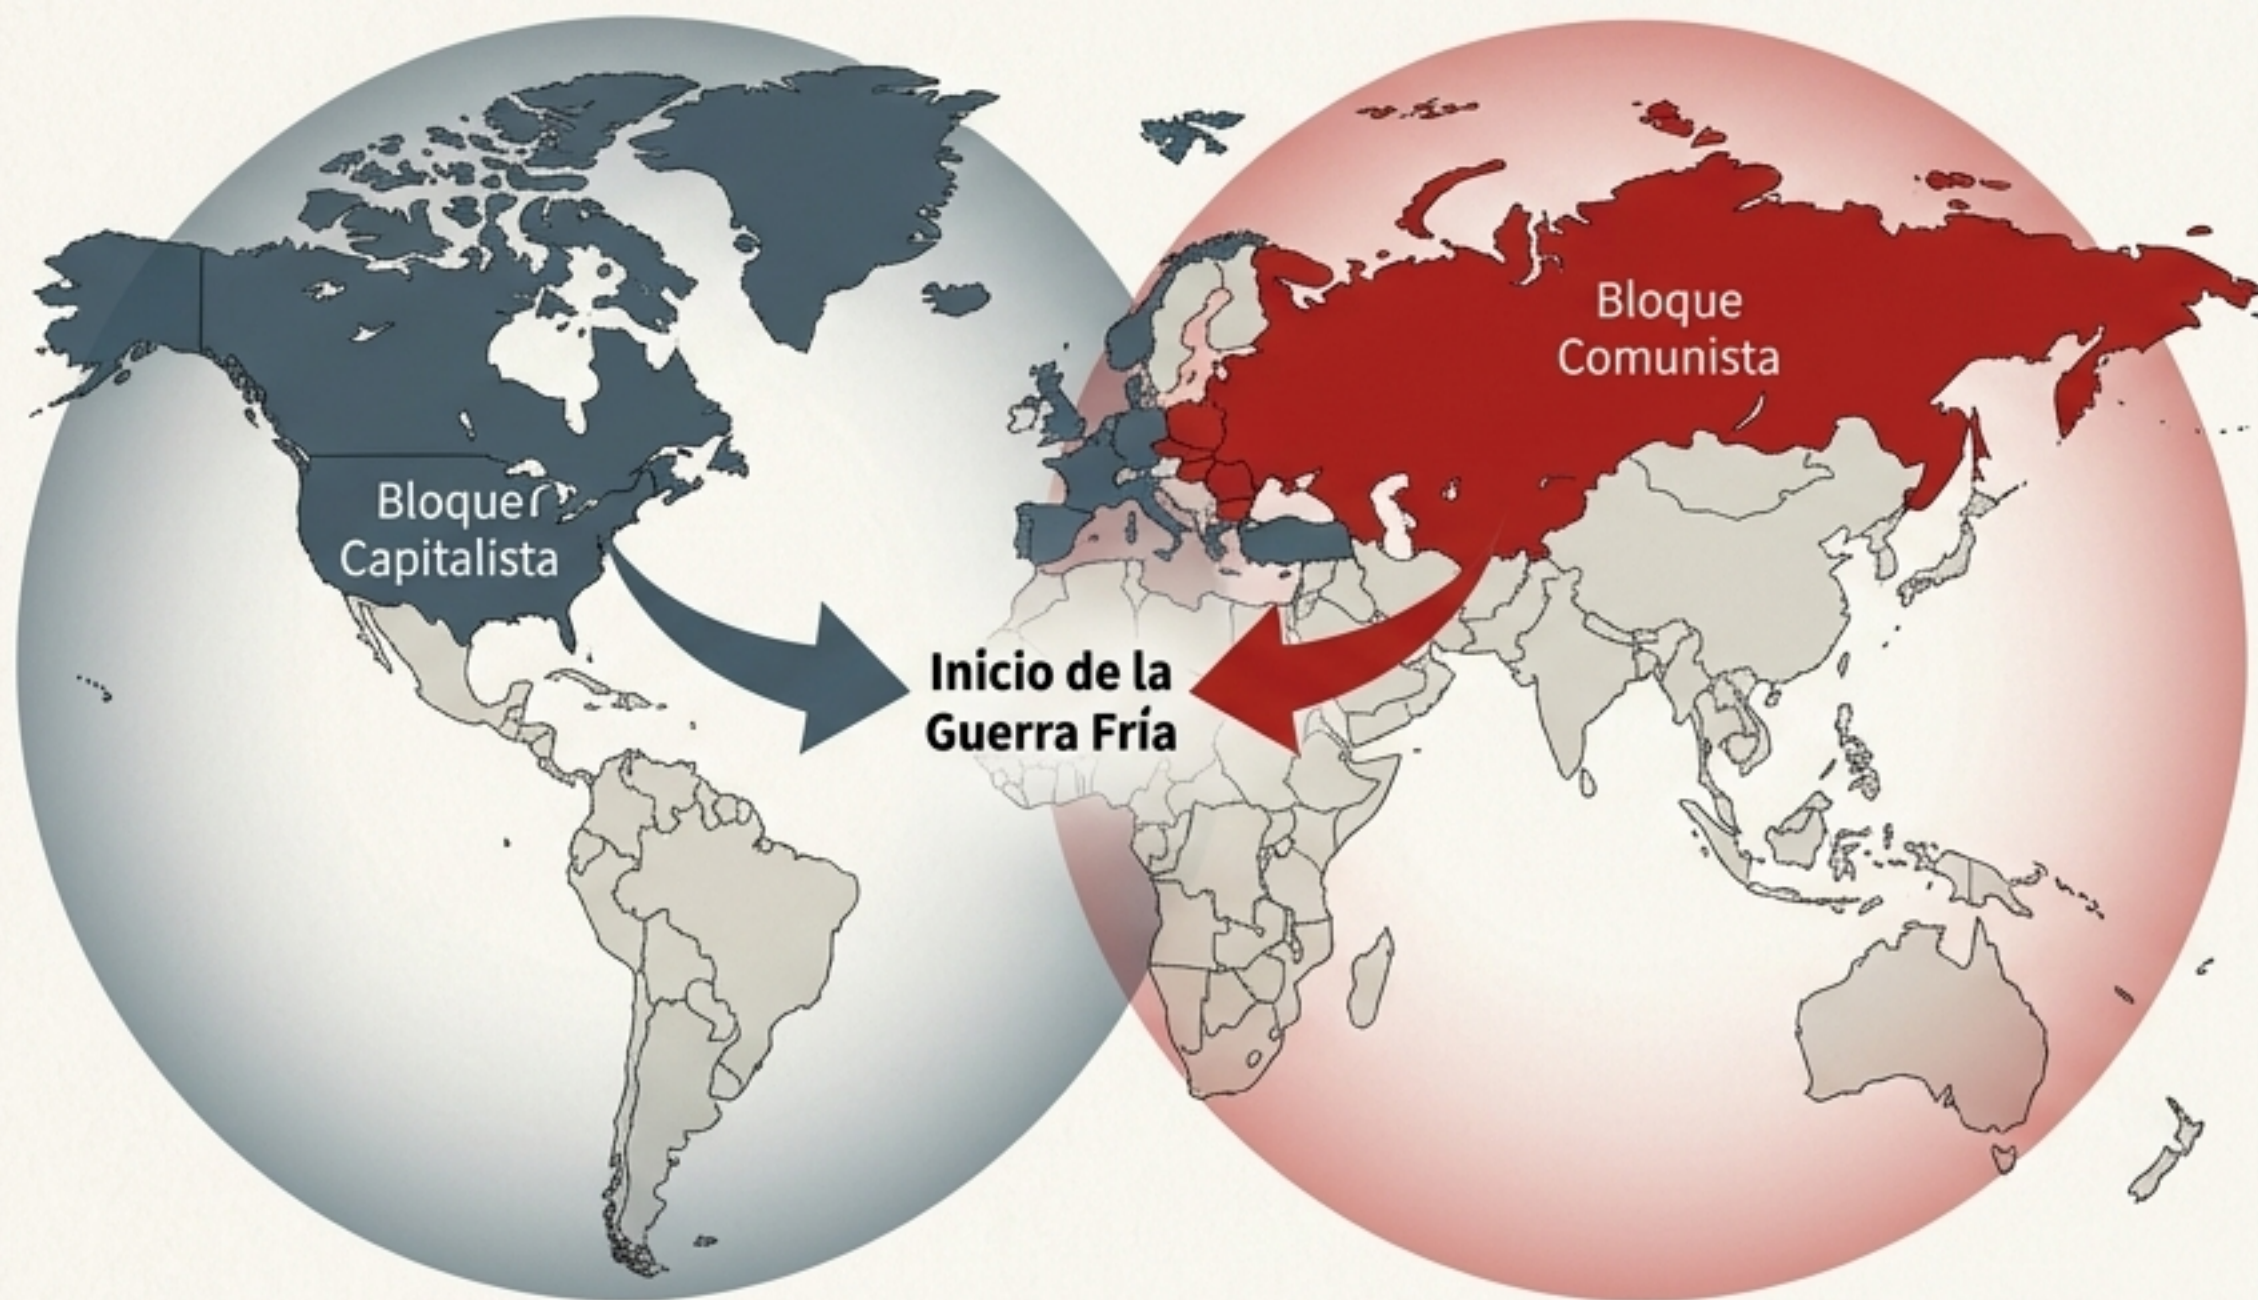 Bloque
Capitalista
Bloque
Comunista
Inicio de la
Guerra Fría